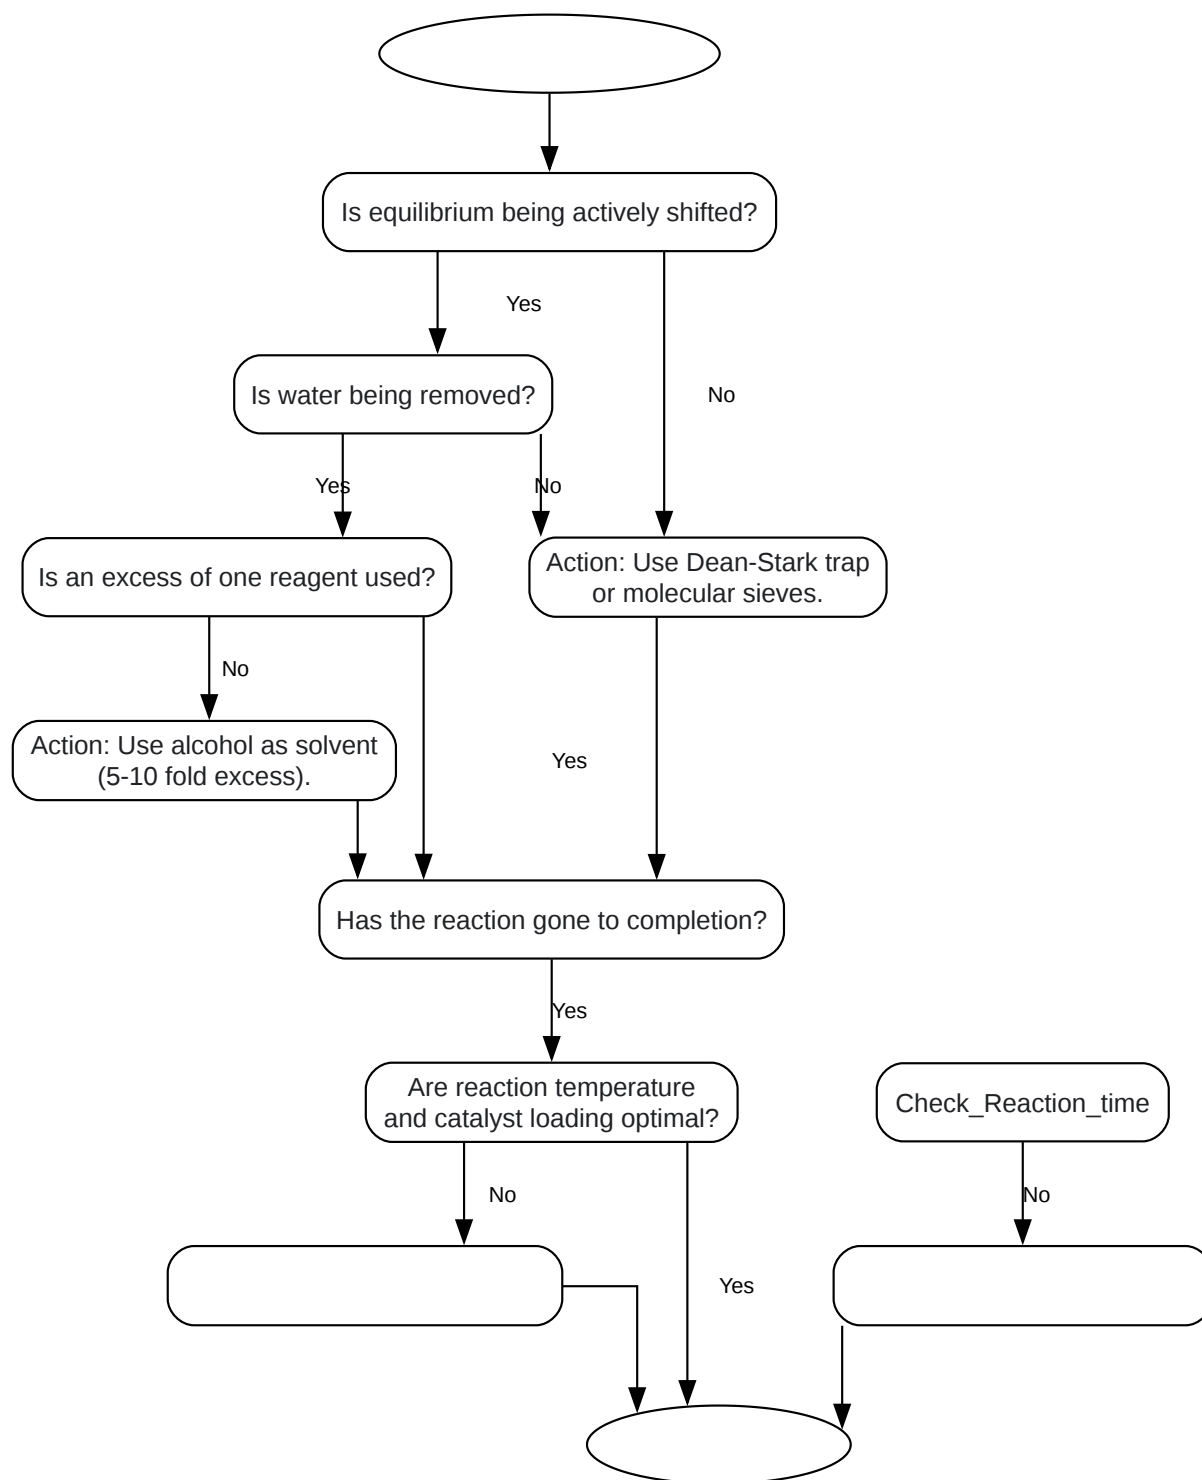 Is equilibrium being actively shifted?
Yes
Is water being removed?
No
Yes
No
Is an excess of one reagent used?
Action: Use Dean-Stark trap
or molecular sieves.
No
Action: Use alcohol as solvent
(5-10 fold excess).
Yes
Has the reaction gone to completion?
Yes
Are reaction temperature
and catalyst loading optimal?
Check_Reaction_time
No
No
Yes